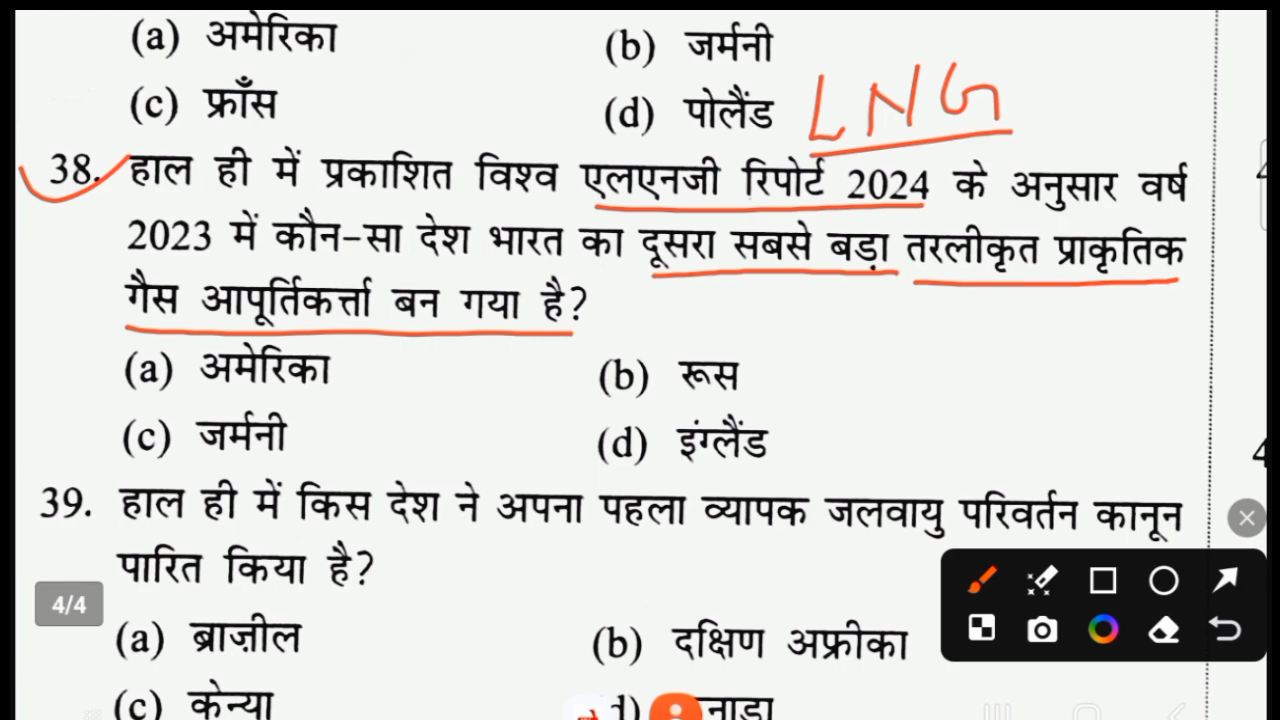 (a) अमेरिका (b) जर्मनी
(c) फ्राँस (d) पोलैंड LNG
38. हाल ही में प्रकाशित विश्व एलएनजी रिपोर्ट 2024 के अनुसार वर्ष
2023 में कौन-सा देश भारत का दूसरा सबसे बड़ा तरलीकृत प्राकृतिक
गैस आपूर्तिकर्त्ता बन गया है?
(a) अमेरिका (b) रूस
(c) जर्मनी (d) इंग्लैंड
39. हाल ही में किस देश ने अपना पहला व्यापक जलवायु परिवर्तन कानून
पारित किया है?
4/4
(a) ब्राज़ील (b) दक्षिण अफ्रीका
(c) केन्या